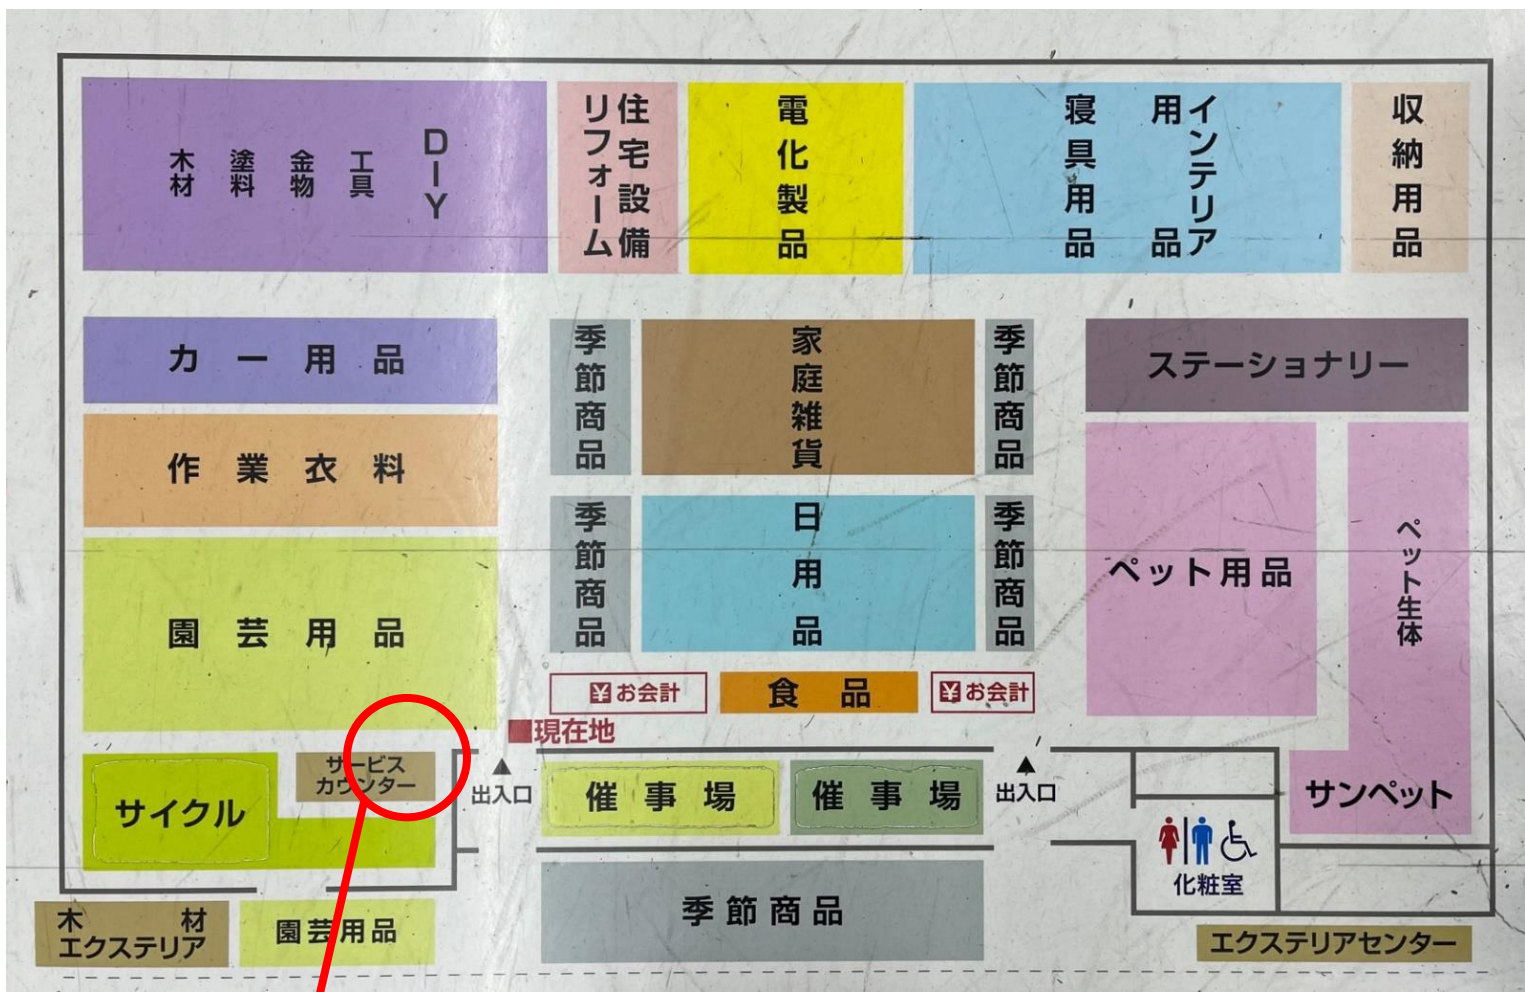 DIY
工具
金物
塗料
木材
住宅設備
リフォーム
電化製品
インテリア
用品
寝具用品
収納用品
カー用品
季節商品
家庭雑貨
季節商品
ステーショナリー
作業衣料
園芸用品
季節商品
日用品
季節商品
ペット用品
ペット生体
¥お会計
食品
¥お会計
現在地
サービス
カウンター
サイクル
▲
出入口
催事場
催事場
▲
出入口
サンペット
化粧室
木材
エクステリア
園芸用品
季節商品
エクステリアセンター